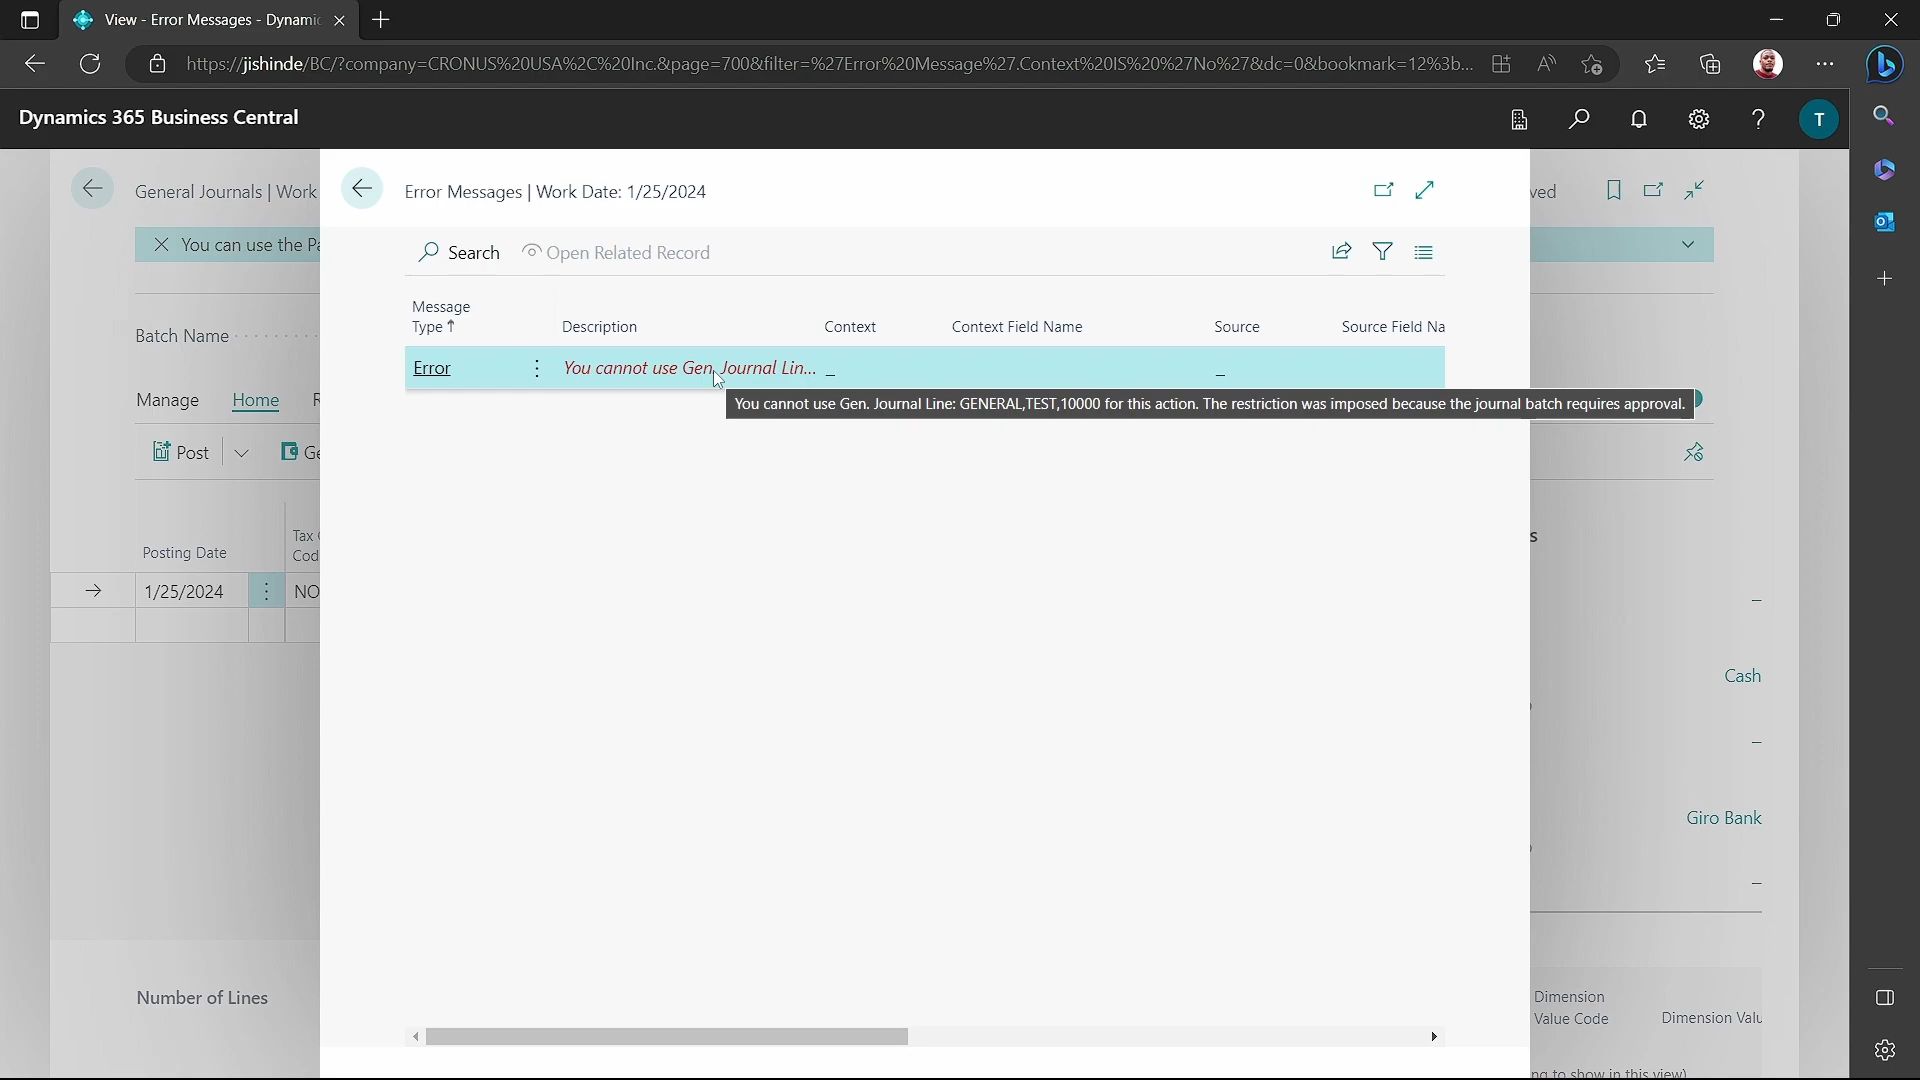 View - Error Messages - Dynamic
https://jishinde/BC/?company=CRONUS%20USA%2C%20Inc.&page=700&filter=%27Error%20Message%27.Context%20IS%20%27No%27&dc=0&bookmark=12%3b...
Dynamics 365 Business Central
T
General Journals | Work
Error Messages | Work Date: 1/25/2024
ved
You can use the Pa
Search
Open Related Record
Message
Type
Description
Context
Context Field Name
Source
Source Field Na
Batch Name
Error
You cannot use Gen. Journal Lin...
_
_
You cannot use Gen. Journal Line: GENERAL,TEST,10000 for this action. The restriction was imposed because the journal batch requires approval.
Manage
Home
Post
Ge
Posting Date
Tax
Cod
s
1/25/2024
NO
Cash
Giro Bank
Number of Lines
Dimension
Value Code
Dimension Valu
ng to show in this view)